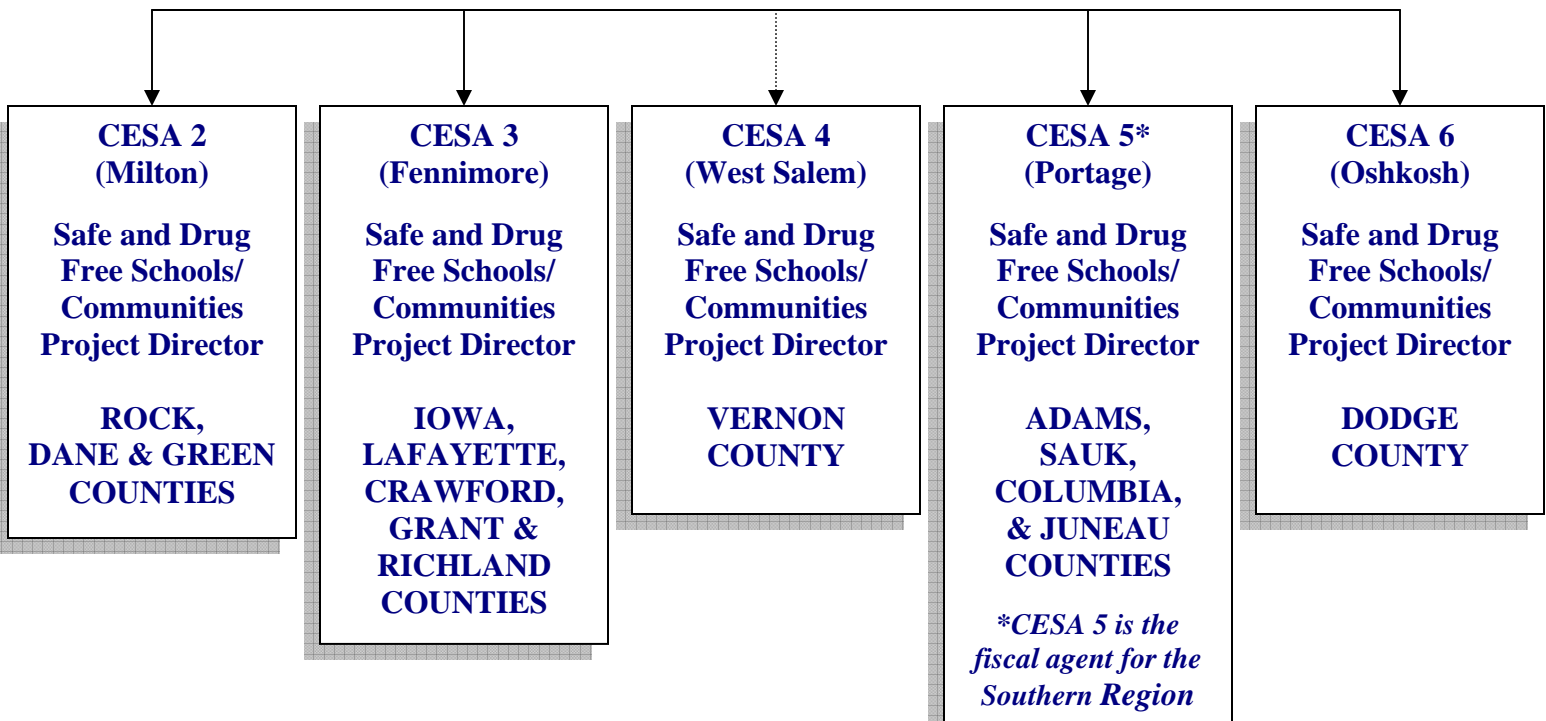 CESA 2
(Milton)
Safe and Drug
Free Schools/
Communities
Project Director
ROCK,
DANE & GREEN
COUNTIES
CESA 3
(Fennimore)
Safe and Drug
Free Schools/
Communities
Project Director
IOWA,
LAFAYETTE,
CRAWFORD,
GRANT &
RICHLAND
COUNTIES
CESA 4
(West Salem)
Safe and Drug
Free Schools/
Communities
Project Director
VERNON
COUNTY
CESA 5*
(Portage)
Safe and Drug
Free Schools/
Communities
Project Director
ADAMS,
SAUK,
COLUMBIA,
& JUNEAU
COUNTIES
*CESA 5 is the
fiscal agent for the
Southern Region
CESA 6
(Oshkosh)
Safe and Drug
Free Schools/
Communities
Project Director
DODGE
COUNTY